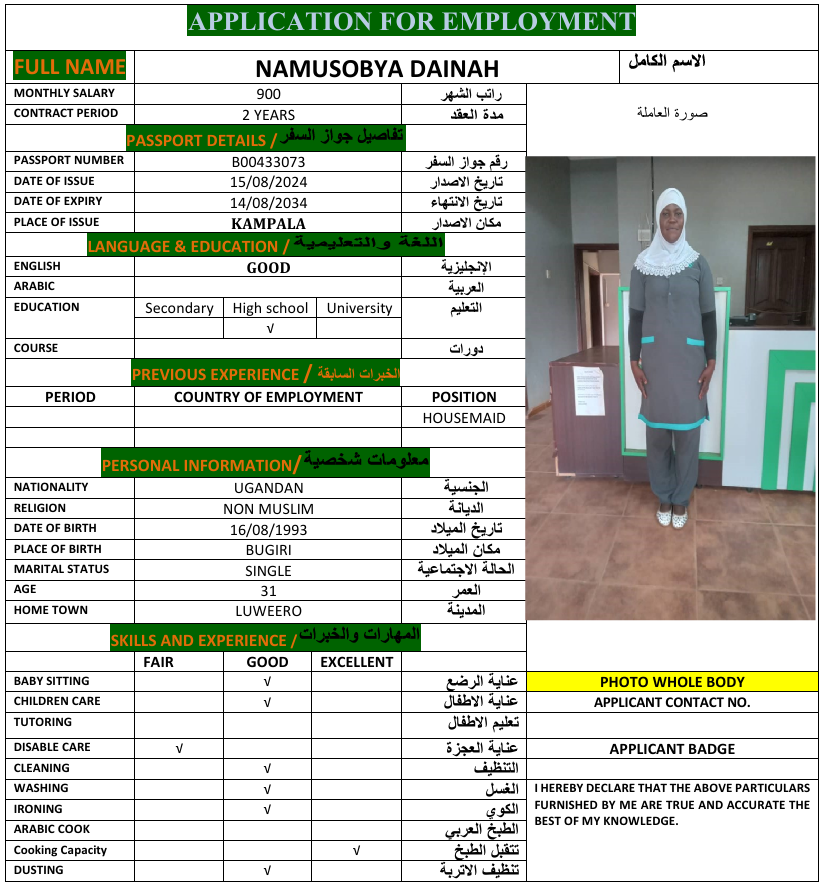 APPLICATION FOR EMPLOYMENT
FULL NAME NAMUSOBYA DAINAH الاسم الكامل
MONTHLY SALARY 900 راتب الشهر
CONTRACT PERIOD 2 YEARS مدة العقد
صورة العاملة
PASSPORT DETAILS / تفاصيل جواز السفر
PASSPORT NUMBER B00433073 رقم جواز السفر
DATE OF ISSUE 15/08/2024 تاريخ الاصدار
DATE OF EXPIRY 14/08/2034 تاريخ الانتهاء
PLACE OF ISSUE KAMPALA مكان الاصدار
LANGUAGE & EDUCATION / اللغة والتعليمية
ENGLISH GOOD الإنجليزية
ARABIC العربية
EDUCATION Secondary High school University التعليم
√
COURSE دورات
PREVIOUS EXPERIENCE / الخبرات السابقة
PERIOD COUNTRY OF EMPLOYMENT POSITION
HOUSEMAID
PERSONAL INFORMATION/ معلومات شخصية
NATIONALITY UGANDAN الجنسية
RELIGION NON MUSLIM الديانة
DATE OF BIRTH 16/08/1993 تاريخ الميلاد
PLACE OF BIRTH BUGIRI مكان الميلاد
MARITAL STATUS SINGLE الحالة الاجتماعية
AGE 31 العمر
HOME TOWN LUWEERO المدينة
SKILLS AND EXPERIENCE / المهارات والخبرات
FAIR GOOD EXCELLENT
BABY SITTING √ عناية الرضع
CHILDREN CARE √ عناية الاطفال
TUTORING تعليم الاطفال
DISABLE CARE √ عناية العجزة
CLEANING √ التنظيف
WASHING √ الغسل
IRONING √ الكوي
ARABIC COOK الطبخ العربي
Cooking Capacity √ تتقبل الطبخ
DUSTING √ تنظيف الاتربة
PHOTO WHOLE BODY
APPLICANT CONTACT NO.
APPLICANT BADGE
I HEREBY DECLARE THAT THE ABOVE PARTICULARS
FURNISHED BY ME ARE TRUE AND ACCURATE THE
BEST OF MY KNOWLEDGE.